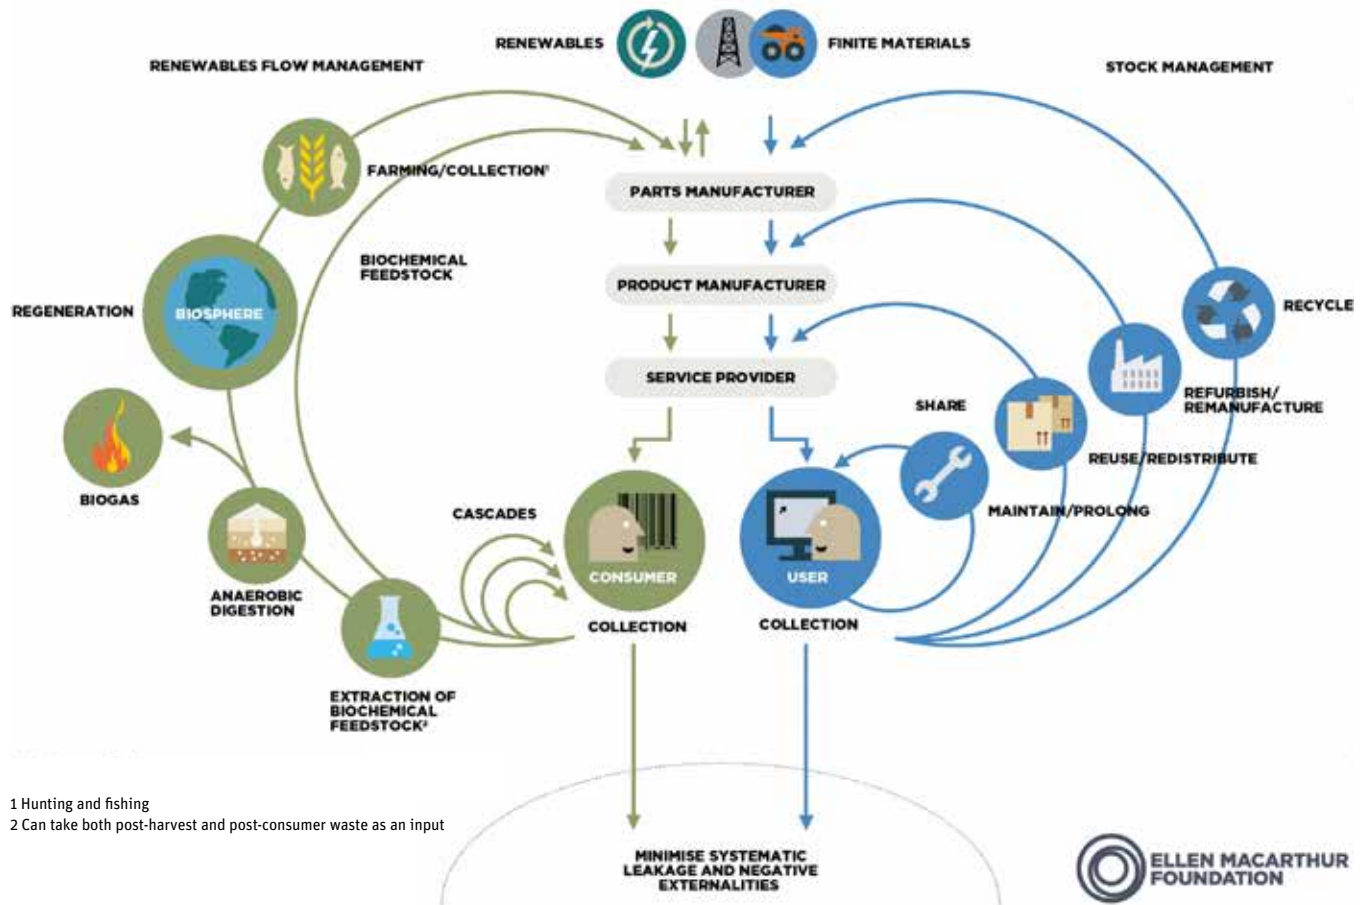 RENEWABLES
FINITE MATERIALS
RENEWABLES FLOW MANAGEMENT
STOCK MANAGEMENT
FARMING/COLLECTION¹
PARTS MANUFACTURER
BIOCHEMICAL
FEEDSTOCK
PRODUCT MANUFACTURER
REGENERATION
BIOSPHERE
RECYCLE
SERVICE PROVIDER
REFURBISH/
REMANUFACTURE
SHARE
REUSE/REDISTRIBUTE
BIOGAS
CASCADES
MAINTAIN/PROLONG
CONSUMER
USER
ANAEROBIC
DIGESTION
COLLECTION
COLLECTION
EXTRACTION OF
BIOCHEMICAL
FEEDSTOCK²
1 Hunting and fishing
2 Can take both post-harvest and post-consumer waste as an input
MINIMISE SYSTEMATIC
LEAKAGE AND NEGATIVE
EXTERNALITIES
ELLEN MACARTHUR
FOUNDATION